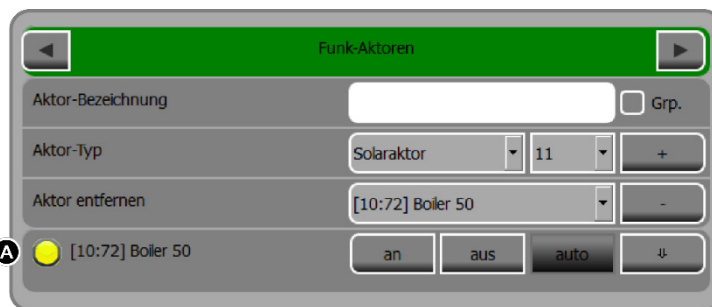 ◄ Funk-Aktoren ►
Aktor-Bezeichnung Grp.
Aktor-Typ Solaraktor 11 +
Aktor entfernen [10:72] Boiler 50 -
A [10:72] Boiler 50 an aus auto ⇓